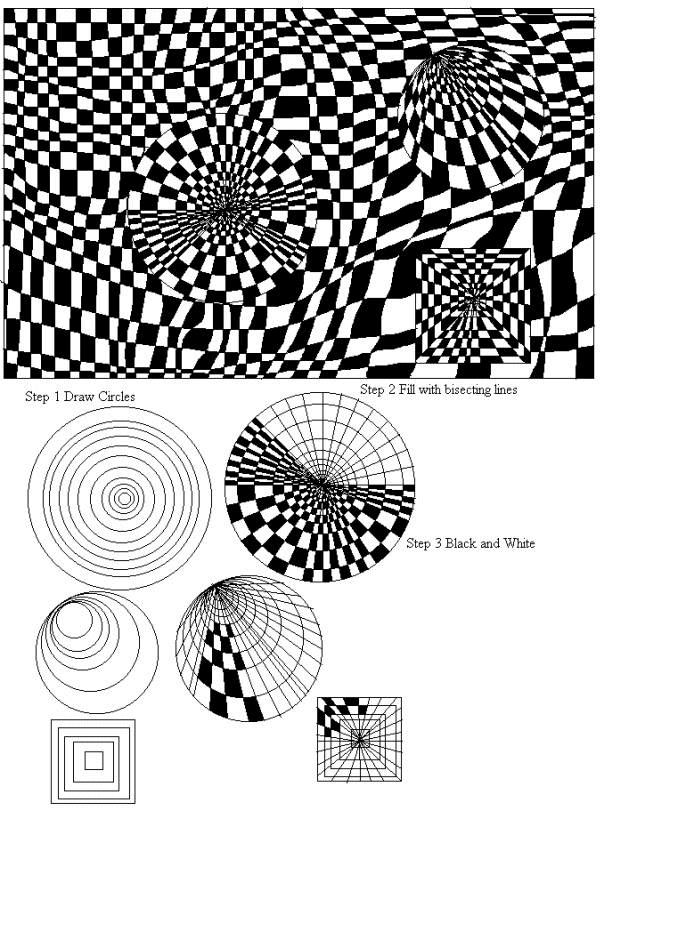 Step 1 Draw Circles
Step 2 Fill with bisecting lines
Step 3 Black and White